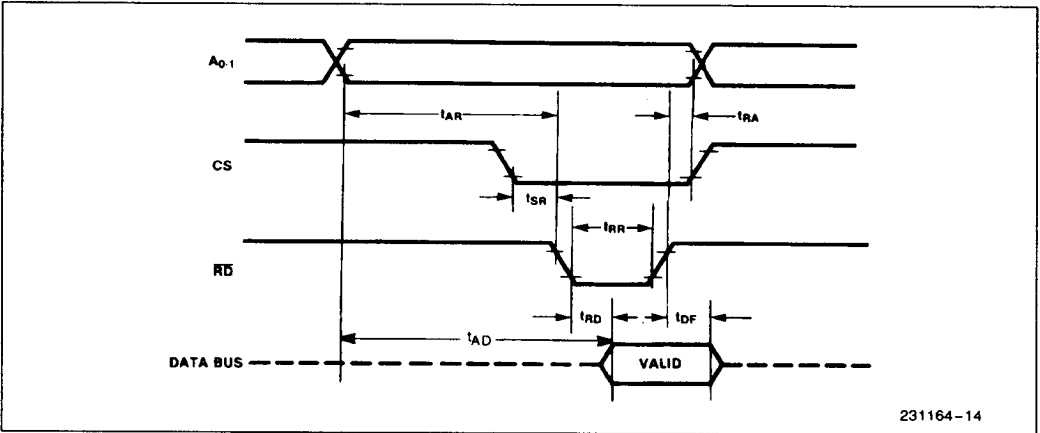 A0-1
tAR
tRA
CS
tSR
tRR
RD
tRD
tDF
tAD
DATA BUS
VALID
231164-14